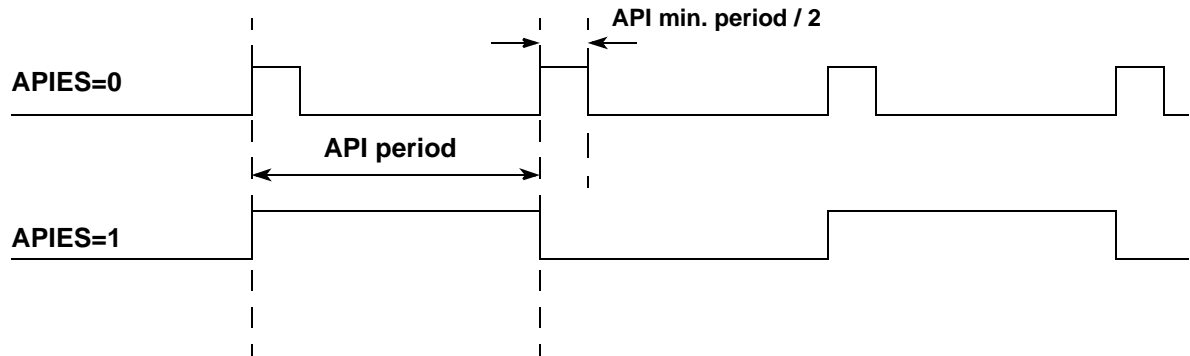 API min. period / 2
APIES=0
API period
APIES=1